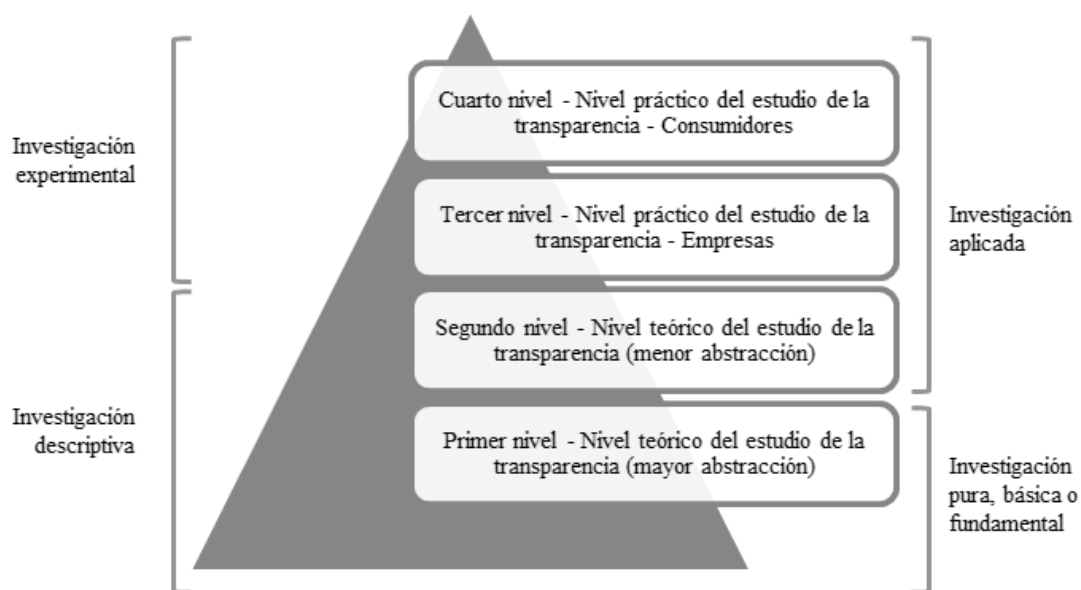 Cuarto nivel - Nivel práctico del estudio de la
transparencia - Consumidores
Investigación
experimental
Tercer nivel - Nivel práctico del estudio de la
transparencia - Empresas
Investigación
aplicada
Segundo nivel - Nivel teórico del estudio de la
transparencia (menor abstracción)
Investigación
descriptiva
Primer nivel - Nivel teórico del estudio de la
transparencia (mayor abstracción)
Investigación
pura, básica o
fundamental